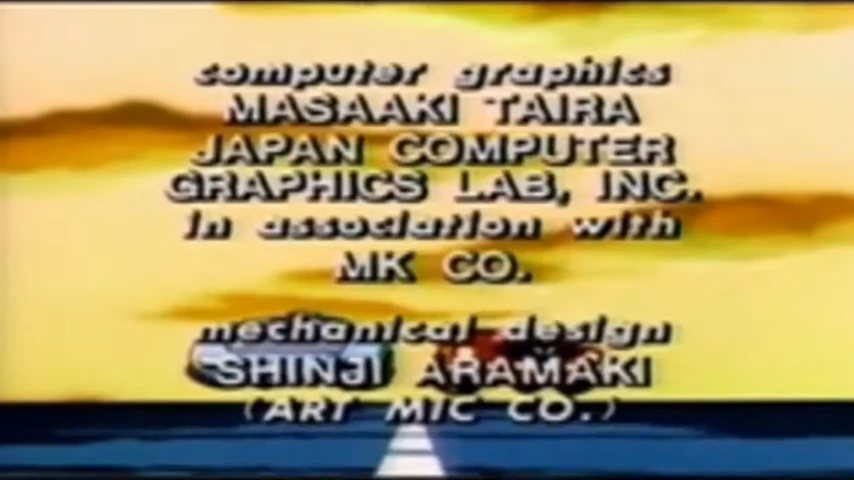 computer graphics
MASAAKI TAIRA
JAPAN COMPUTER
GRAPHICS LAB, INC.
in association with
MK CO.
mechanical design
SHINJI ARAMAKI
(ART MIC CO.)